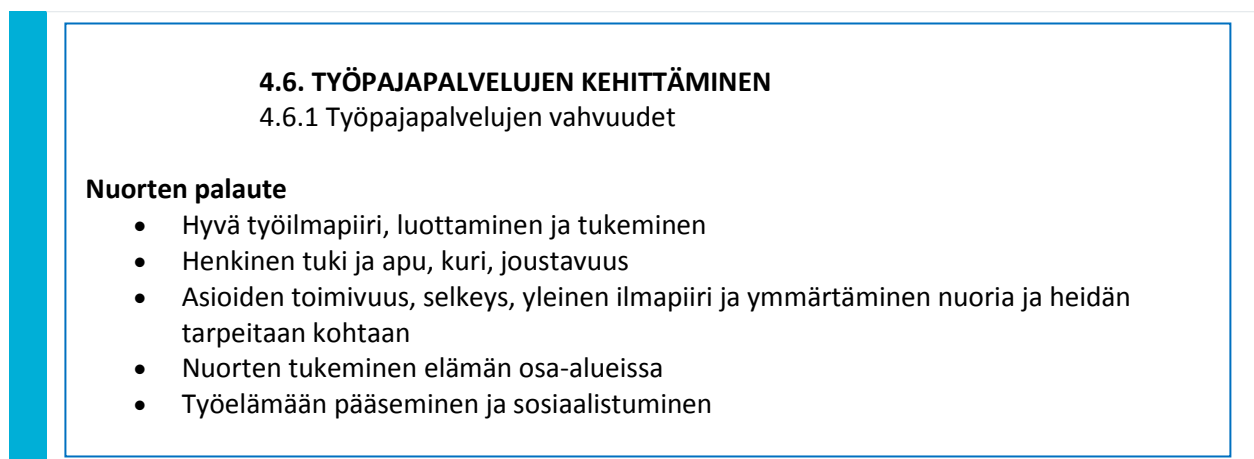 4.6. TYÖPAJAPALVELUJEN KEHITTÄMINEN
4.6.1 Työpajapalvelujen vahvuudet
Nuorten palaute
• Hyvä työilmapiiri, luottaminen ja tukeminen
• Henkinen tuki ja apu, kuri, joustavuus
• Asioiden toimivuus, selkeys, yleinen ilmapiiri ja ymmärtäminen nuoria ja heidän
tarpeitaan kohtaan
• Nuorten tukeminen elämän osa-alueissa
• Työelämään pääseminen ja sosiaalistuminen